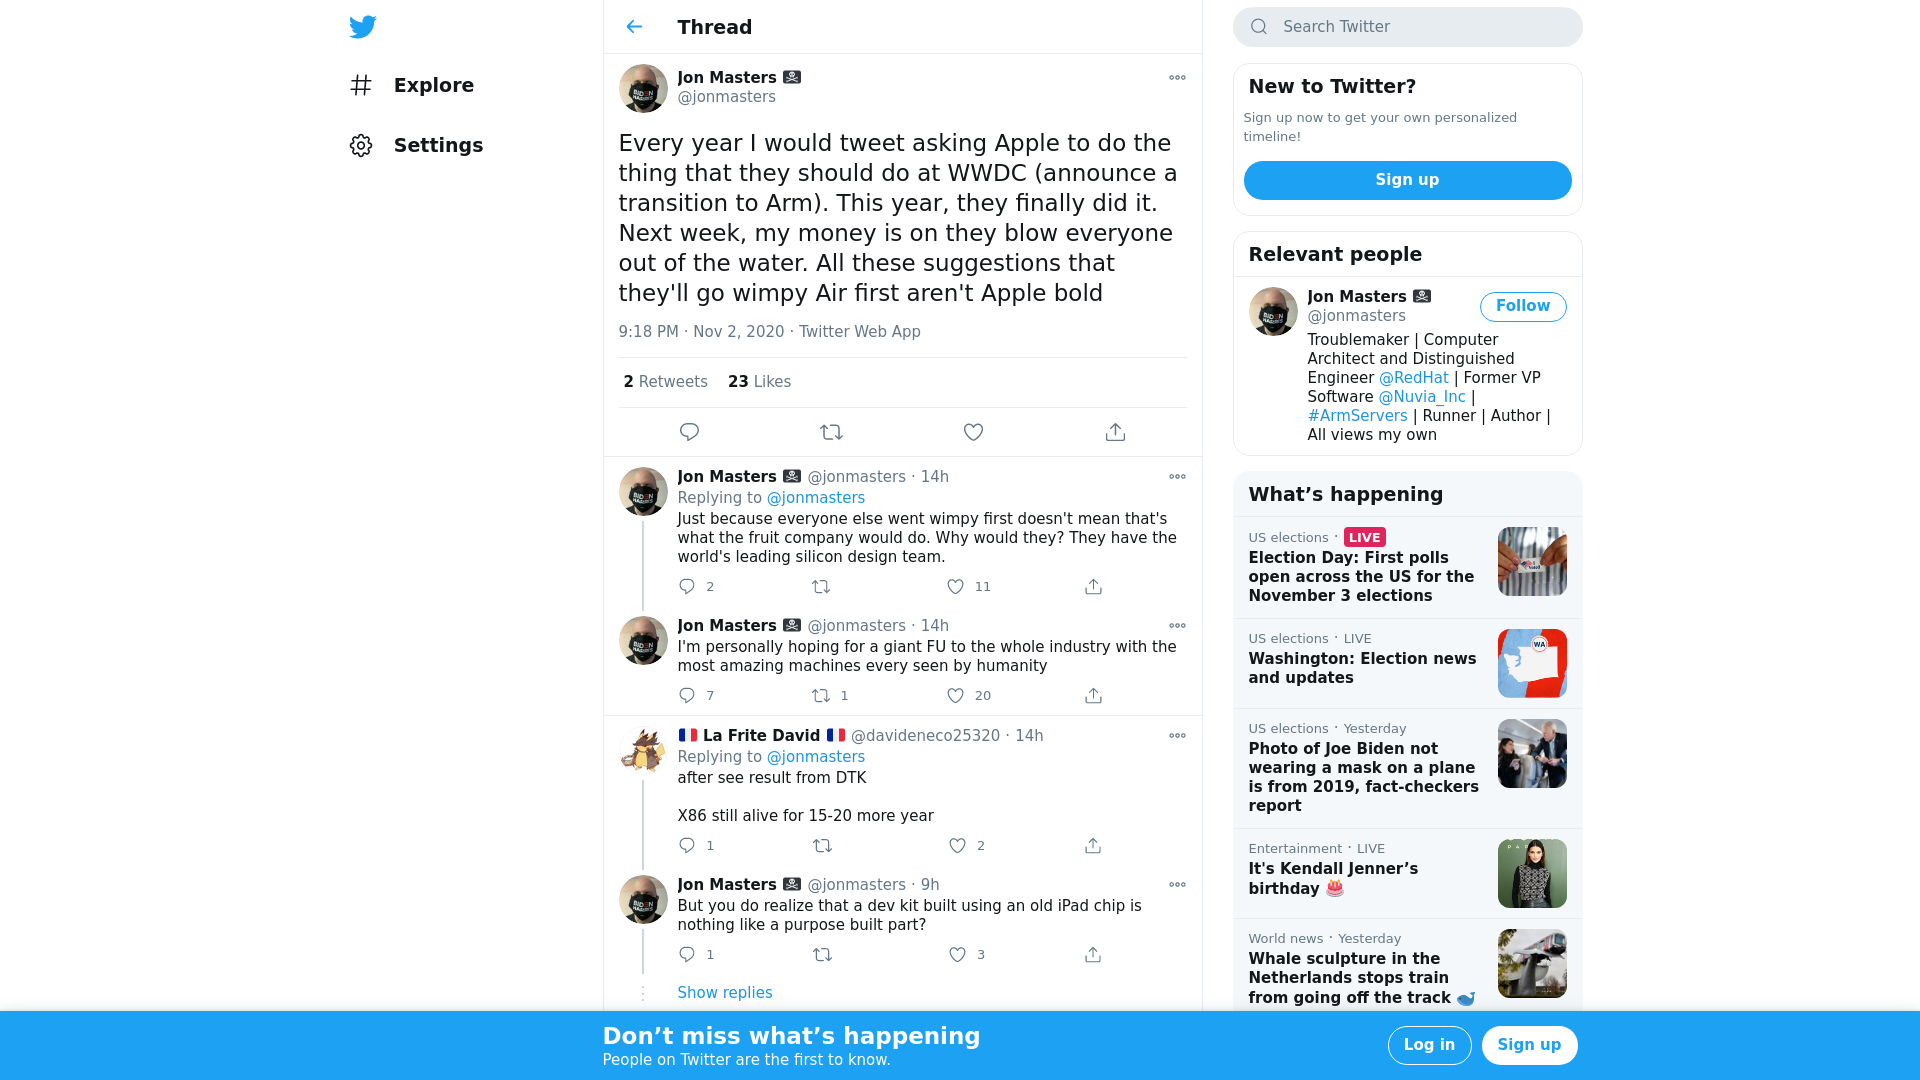 Explore
Settings
Thread
Jon Masters
@jonmasters
Every year I would tweet asking Apple to do the
thing that they should do at WWDC (announce a
transition to Arm). This year, they finally did it.
Next week, my money is on they blow everyone
out of the water. All these suggestions that
they'll go wimpy Air first aren't Apple bold
9:18 PM · Nov 2, 2020 · Twitter Web App
2 Retweets 23 Likes
Jon Masters @jonmasters · 14h
Replying to @jonmasters
Just because everyone else went wimpy first doesn't mean that's
what the fruit company would do. Why would they? They have the
world's leading silicon design team.
2 11
Jon Masters @jonmasters · 14h
I'm personally hoping for a giant FU to the whole industry with the
most amazing machines every seen by humanity
7 1 20
La Frite David @davideneco25320 · 14h
Replying to @jonmasters
after see result from DTK
X86 still alive for 15-20 more year
1 2
Jon Masters @jonmasters · 9h
But you do realize that a dev kit built using an old iPad chip is
nothing like a purpose built part?
1 3
Show replies
Search Twitter
New to Twitter?
Sign up now to get your own personalized
timeline!
Sign up
Relevant people
Jon Masters
@jonmasters
Follow
Troublemaker | Computer
Architect and Distinguished
Engineer @RedHat | Former VP
Software @Nuvia_Inc |
#ArmServers | Runner | Author |
All views my own
What’s happening
US elections · LIVE
Election Day: First polls
open across the US for the
November 3 elections
US elections · LIVE
Washington: Election news
and updates
WA
US elections · Yesterday
Photo of Joe Biden not
wearing a mask on a plane
is from 2019, fact-checkers
report
Entertainment · LIVE
It's Kendall Jenner’s
birthday 🎂
World news · Yesterday
Whale sculpture in the
Netherlands stops train
from going off the track 🐋
Don’t miss what’s happening
People on Twitter are the first to know.
Log in
Sign up